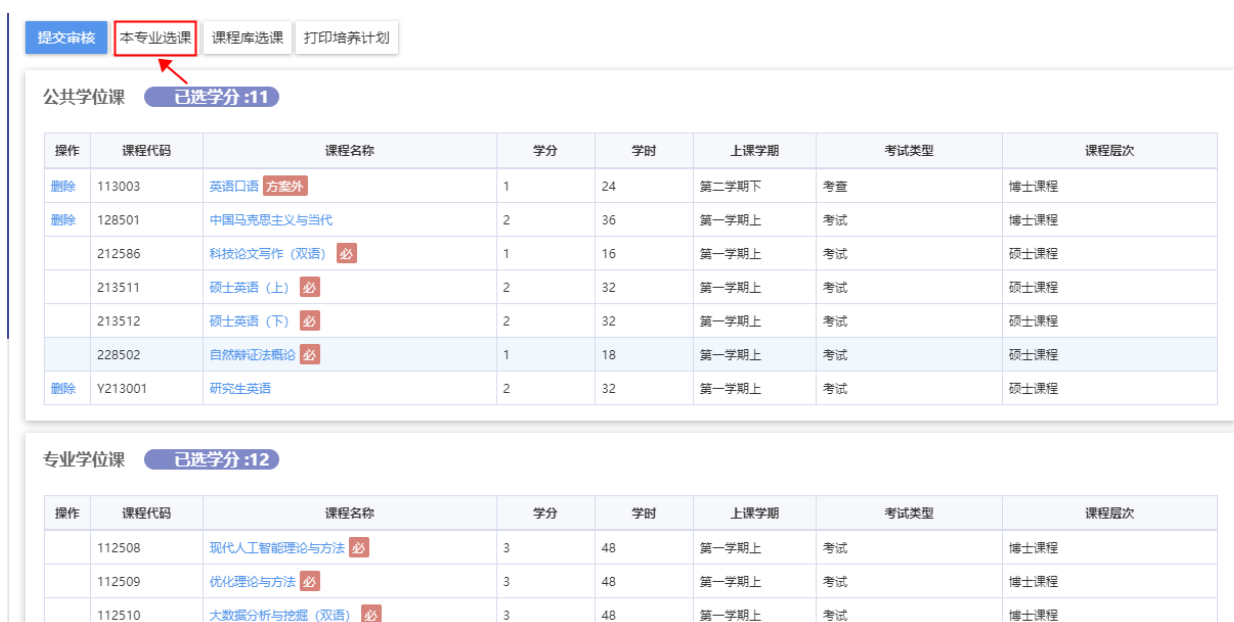 提交审核 本专业选课 课程库选课 打印培养计划
公共学位课 已选学分 :11
操作 课程代码 课程名称 学分 学时 上课学期 考试类型 课程层次
删除 113003 英语口语 方案外 1 24 第二学期下 考查 博士课程
删除 128501 中国马克思主义与当代 2 36 第一学期上 考试 博士课程
212586 科技论文写作（双语） 必 1 16 第一学期上 考试 硕士课程
213511 硕士英语（上） 必 2 32 第一学期上 考试 硕士课程
213512 硕士英语（下） 必 2 32 第一学期上 考试 硕士课程
228502 自然辩证法概论 必 1 18 第一学期上 考试 硕士课程
删除 Y213001 研究生英语 2 32 第一学期上 考试 硕士课程
专业学位课 已选学分 :12
操作 课程代码 课程名称 学分 学时 上课学期 考试类型 课程层次
112508 现代人工智能理论与方法 必 3 48 第一学期上 考试 博士课程
112509 优化理论与方法 必 3 48 第一学期上 考试 博士课程
112510 大数据分析与挖掘（双语） 必 3 48 第一学期上 考试 博士课程